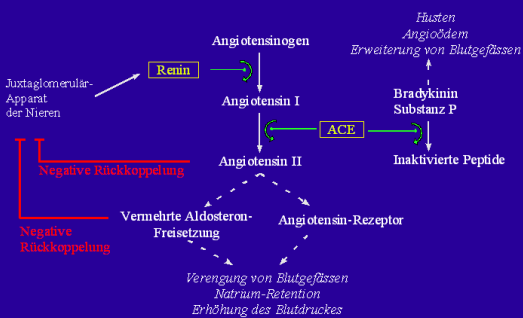 Husten
Angioödem
Erweiterung von Blutgefässen
Angiotensinogen
Renin
Juxtaglomerulär-
Apparat
der Nieren
Angiotensin I
Bradykinin
Substanz P
ACE
Angiotensin II
Inaktivierte Peptide
Negative Rückkoppelung
Vermehrte Aldosteron-
Freisetzung
Angiotensin-Rezeptor
Negative
Rückkoppelung
Verengung von Blutgefässen
Natrium-Retention
Erhöhung des Blutdruckes